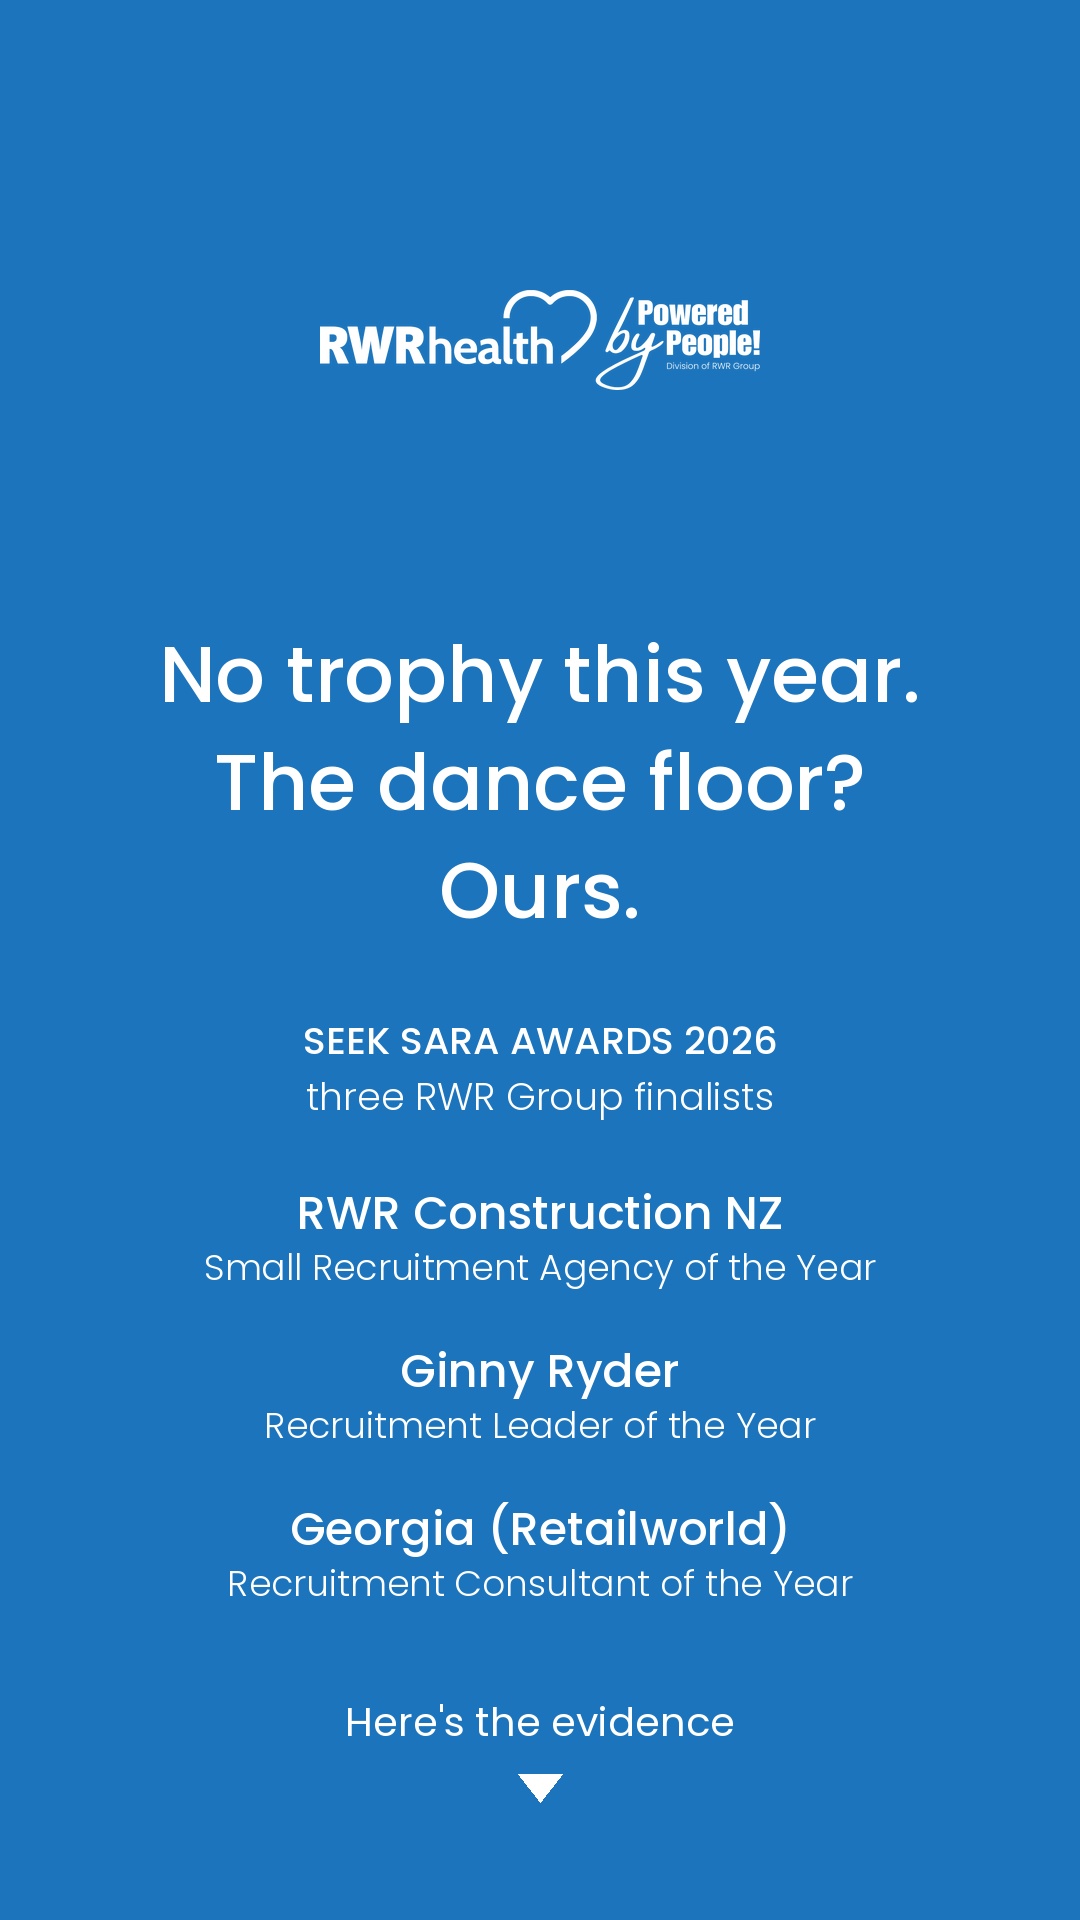 RWRhealth
by
Powered
People!
Division of RWR Group
No trophy this year.
The dance floor?
Ours.
SEEK SARA AWARDS 2026
three RWR Group finalists
RWR Construction NZ
Small Recruitment Agency of the Year
Ginny Ryder
Recruitment Leader of the Year
Georgia (Retailworld)
Recruitment Consultant of the Year
Here's the evidence